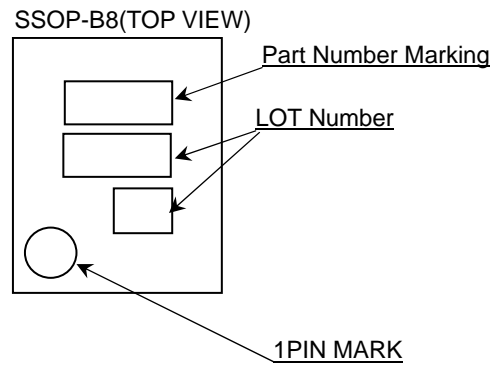 SSOP-B8(TOP VIEW)
Part Number Marking
LOT Number
1PIN MARK